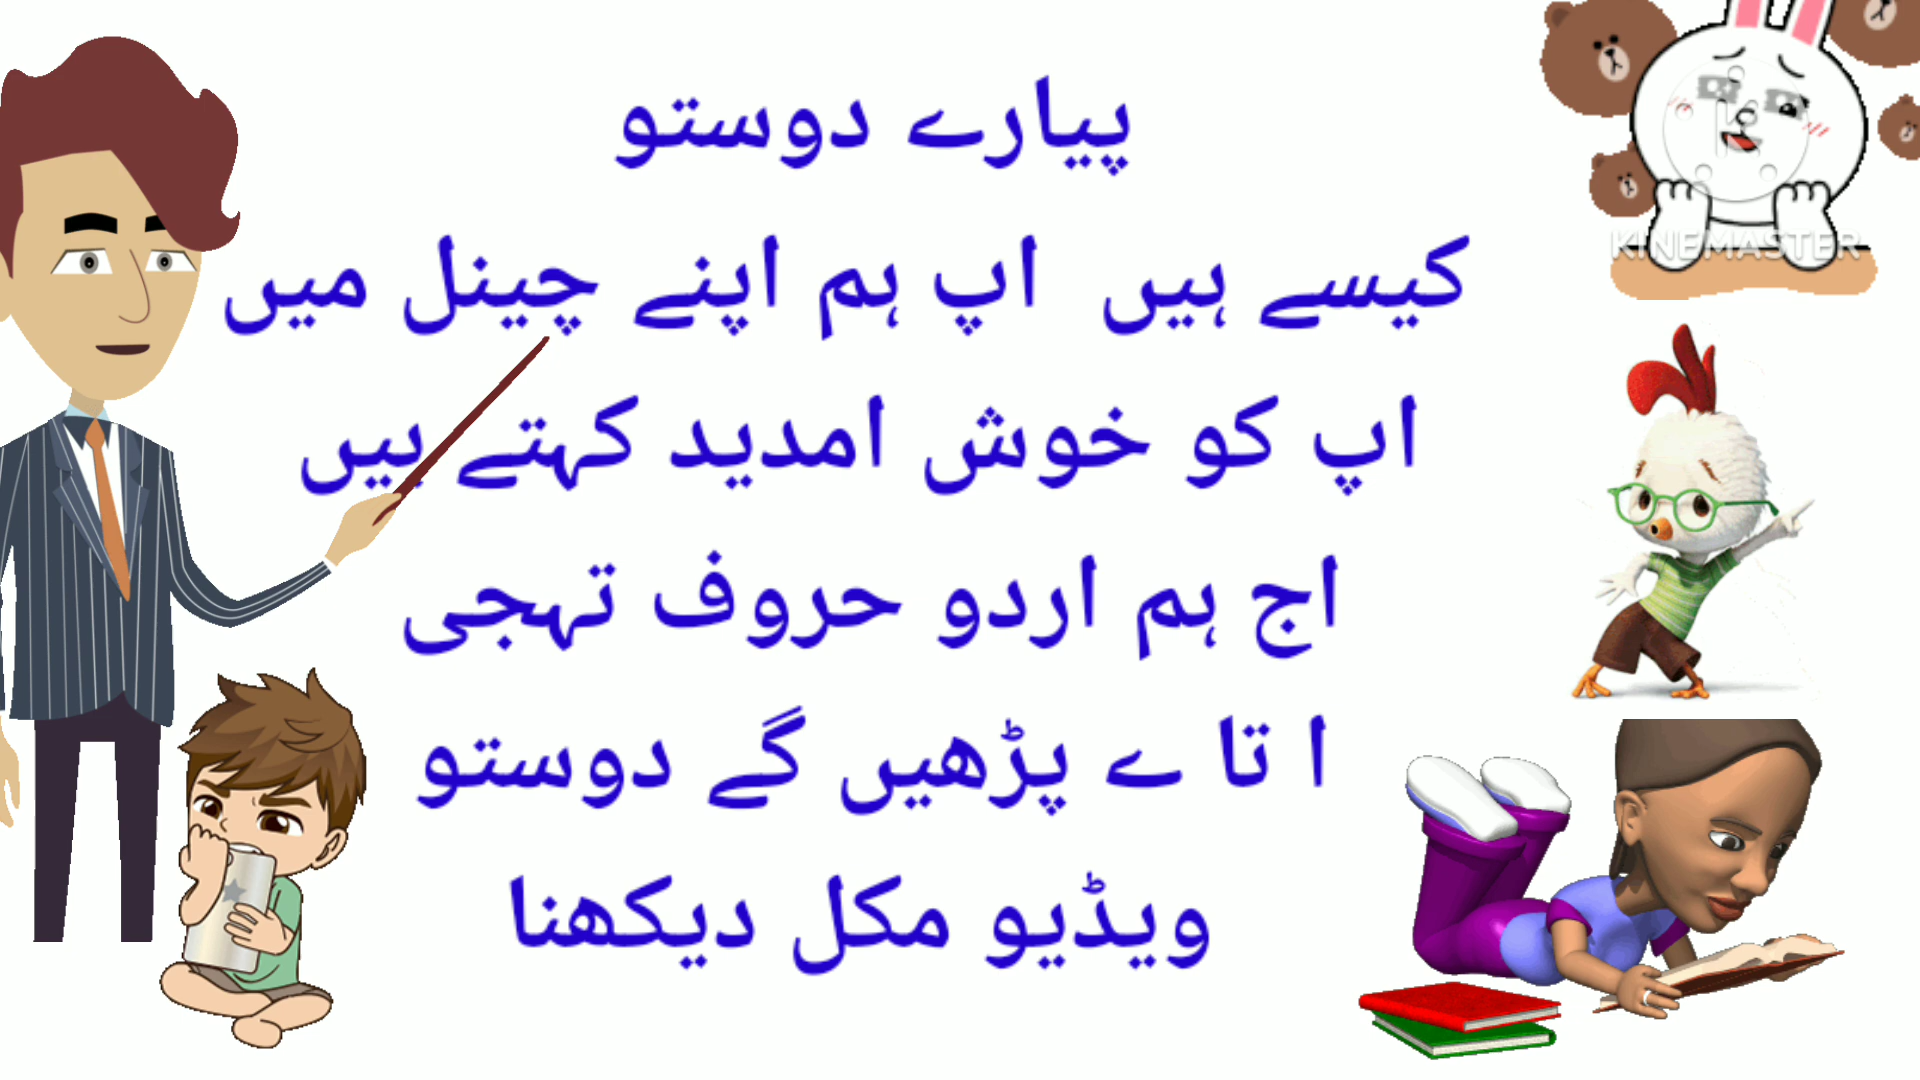 پیارے دوستو
کیسے ہیں اپ ہم اپنے چینل میں
اپ کو خوش امدید کہتے ہیں
اج ہم اردو حروف تہجی
ا تا ے پڑھیں گے دوستو
ویڈیو مکل دیکھنا
KINEMASTER